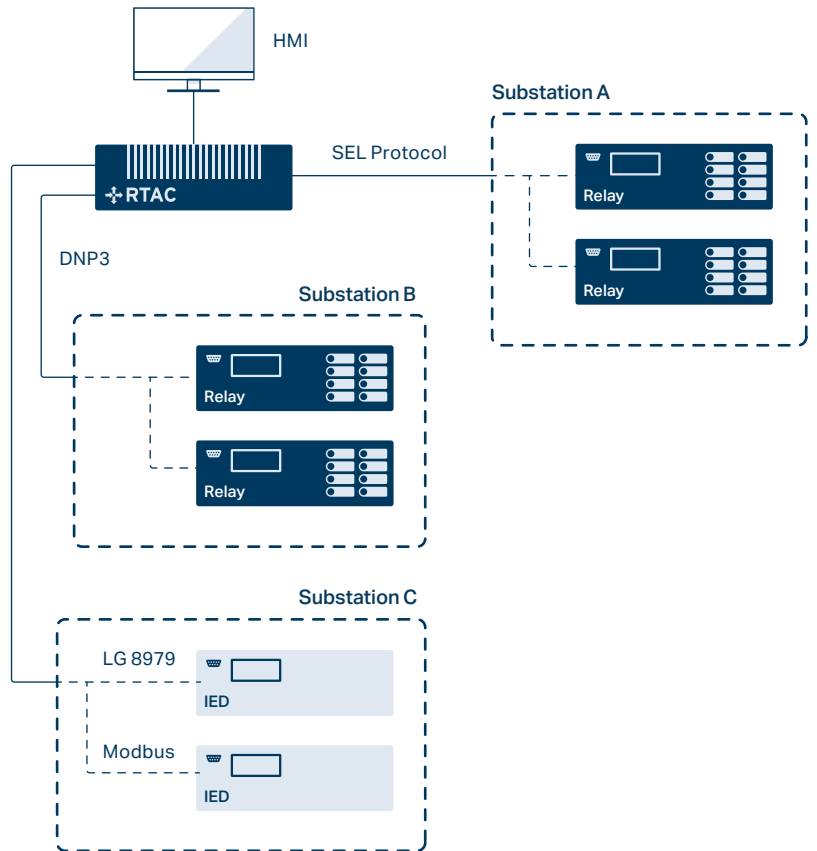 HMI
Substation A
SEL Protocol
RTAC
Relay
DNP3
Relay
Substation B
Relay
Relay
Substation C
LG 8979
IED
Modbus
IED